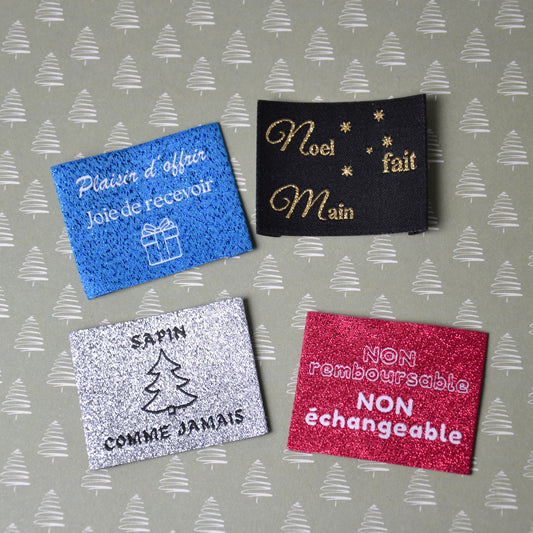 Plaisir d'offrir
Joie de recevoir
Noel
fait
Main
SAPIN
COMME JAMAIS
NON
remboursable
NON
échangeable